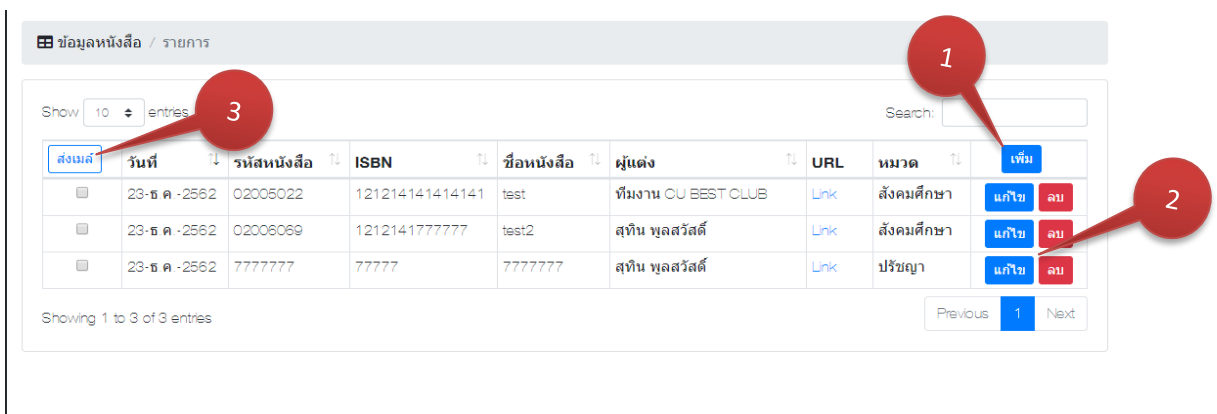 ข้อมูลหนังสือ / รายการ
1
Show 10 entries
3
Search:
ส่งเมล์ วันที่ รหัสหนังสือ ISBN ชื่อหนังสือ ผู้แต่ง URL หมวด เพิ่ม
23-ธ ค -2562 02005022 121214141414141 test ทีมงาน CU BEST CLUB Link สังคมศึกษา แก้ไข ลบ
2
23-ธ ค -2562 02006069 1212141777777 test2 สุทิน พูลสวัสดิ์ Link สังคมศึกษา แก้ไข ลบ
23-ธ ค -2562 7777777 77777 7777777 สุทิน พูลสวัสดิ์ Link ปรัชญา แก้ไข ลบ
Showing 1 to 3 of 3 entries
Previous 1 Next